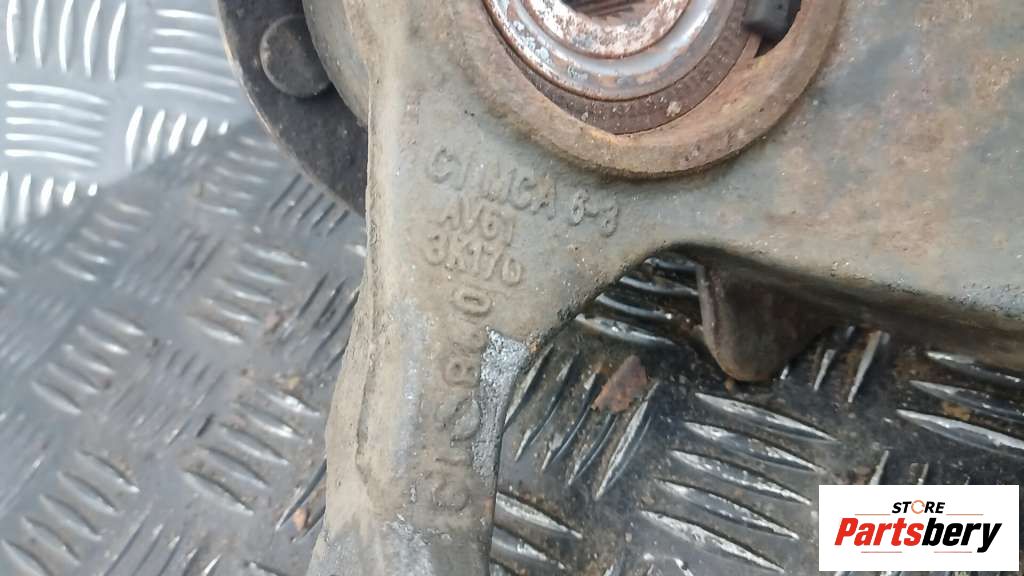 CIMCA 6-3
AV61
3K170
STORE
Partsbery